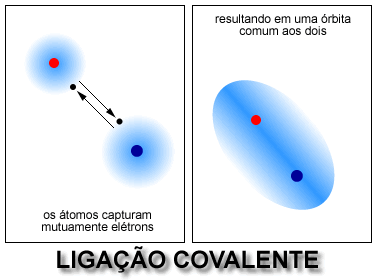 os átomos capturam
mutuamente elétrons
resultando em uma órbita
comum aos dois
LIGAÇÃO COVALENTE